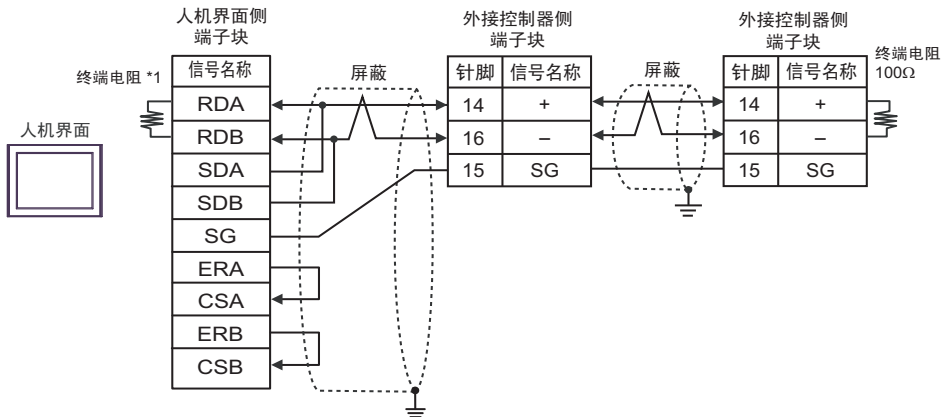 人机界面侧
端子块
外接控制器侧
端子块
外接控制器侧
端子块
终端电阻 *1
信号名称
屏蔽
针脚 信号名称
屏蔽
针脚 信号名称
终端电阻
100Ω
人机界面
RDA
RDB
SDA
SDB
SG
ERA
CSA
ERB
CSB
14 +
16 –
15 SG
14 +
16 –
15 SG